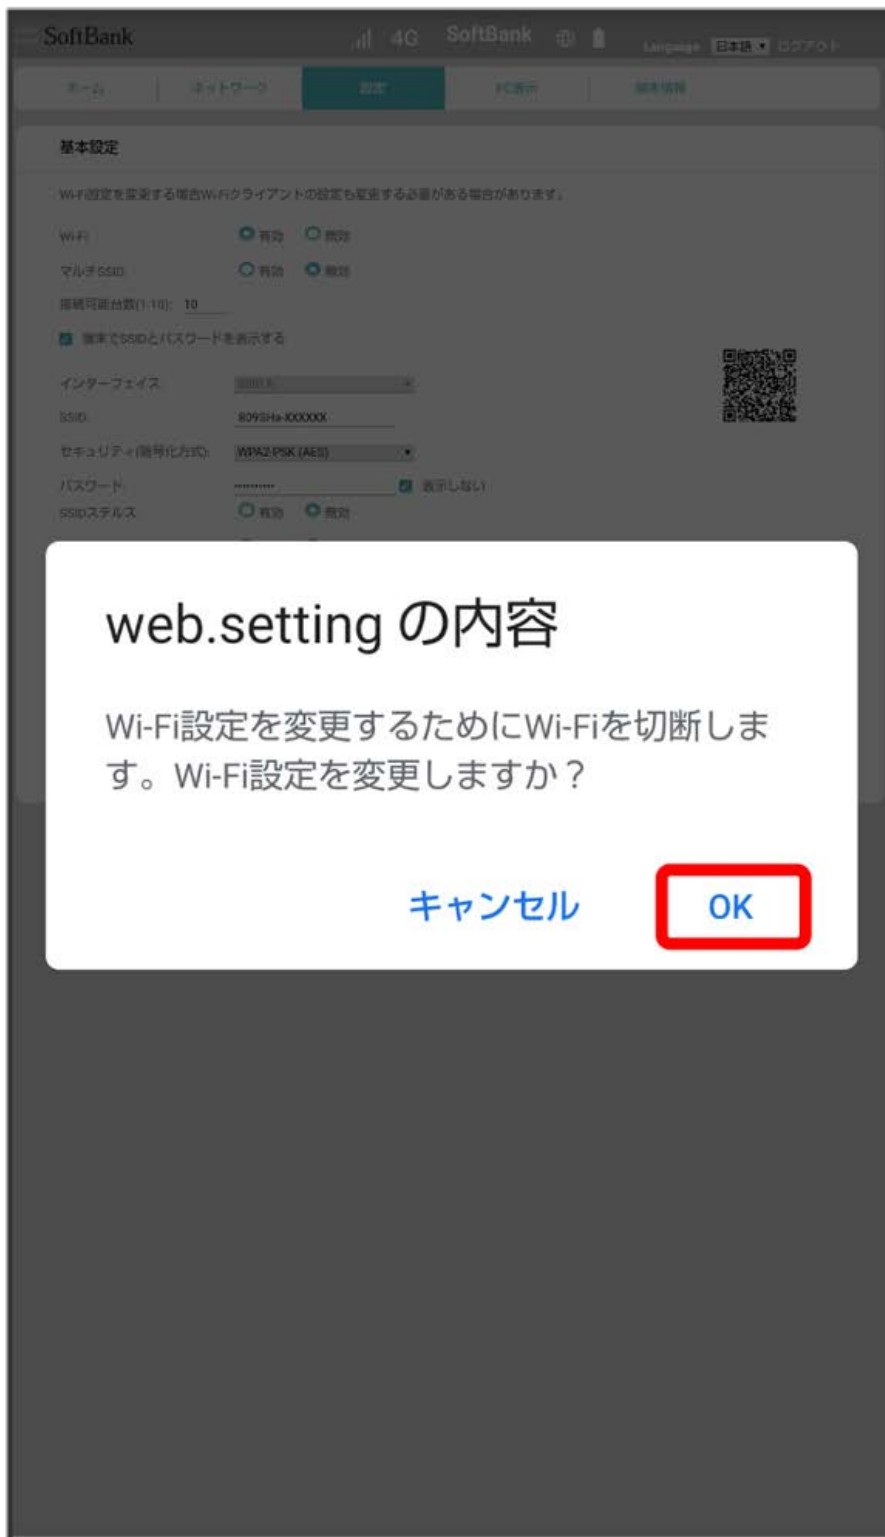 SoftBank 4G SoftBank Language 日本語 ログアウト
ホーム ネットワーク 設定 PC表示 端末情報
基本設定
Wi-Fi設定を変更する場合Wi-Fiクライアントの設定も変更する必要がある場合があります。
Wi-Fi: 有効 無効
マルチSSID: 有効 無効
接続可能台数(1-10): 10
端末でSSIDとパスワードを表示する
インターフェイス: SSID A
SSID: 809SHa-XXXXXX
セキュリティ(暗号化方式): WPA2-PSK (AES)
パスワード: •••••••••• 表示しない
SSIDステルス: 有効 無効
web.setting の内容
Wi-Fi設定を変更するためにWi-Fiを切断しま
す。Wi-Fi設定を変更しますか？
キャンセル OK